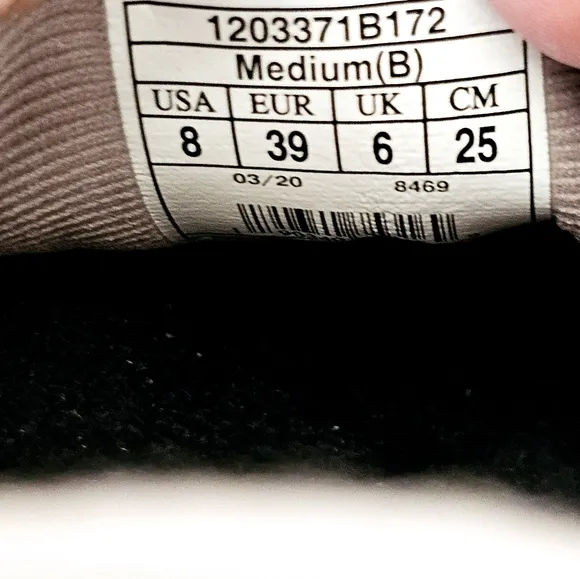 1203371B172
Medium(B)
USA EUR UK CM
8 39 6 25
03/20 8469